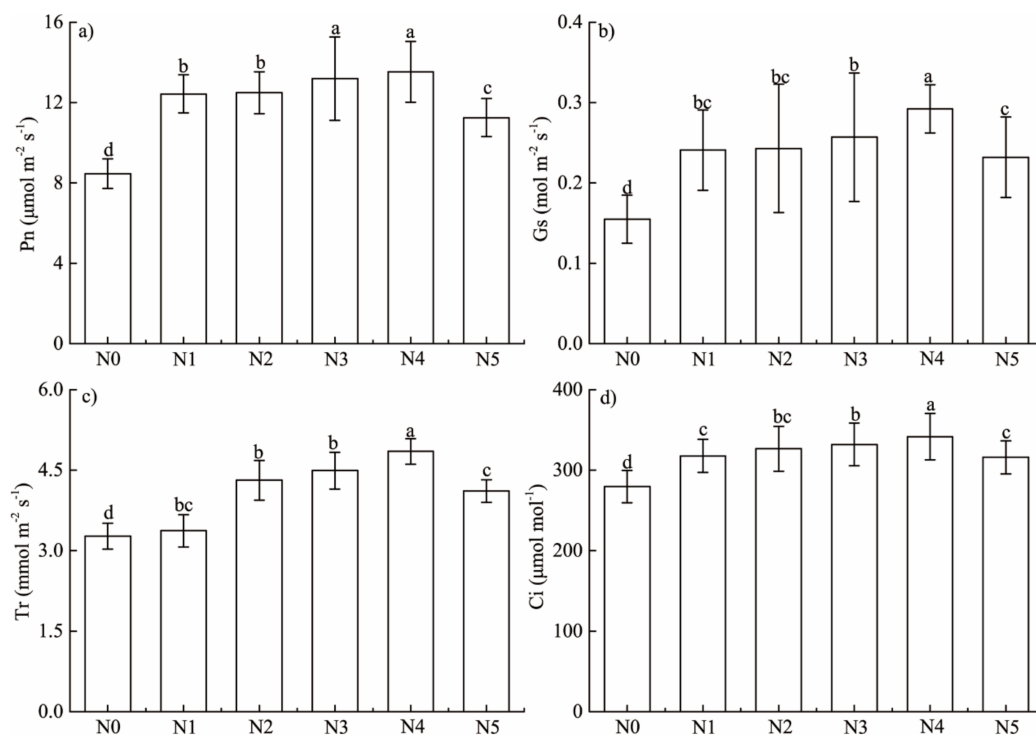 a)
Pn (μmol m⁻² s⁻¹)
16
12
8
4
0
d
b
b
a
a
c
N0 N1 N2 N3 N4 N5
b)
Gs (mol m⁻² s⁻¹)
0.4
0.3
0.2
0.1
0.0
d
bc
bc
b
a
c
N0 N1 N2 N3 N4 N5
c)
Tr (mmol m⁻² s⁻¹)
6.0
4.5
3.0
1.5
0.0
d
bc
b
b
a
c
N0 N1 N2 N3 N4 N5
d)
Ci (μmol mol⁻¹)
400
300
200
100
0
d
c
bc
b
a
c
N0 N1 N2 N3 N4 N5